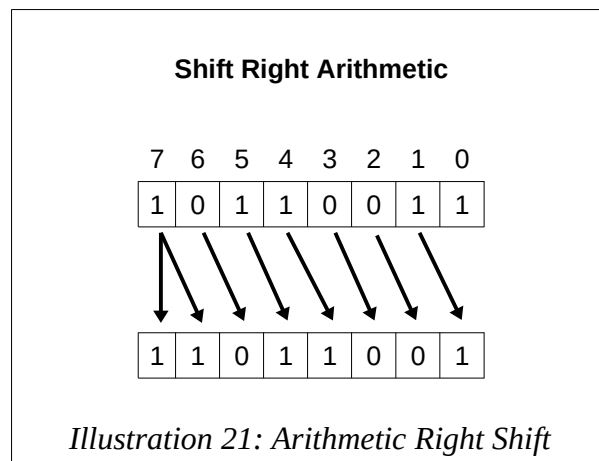 Shift Right Arithmetic
7 6 5 4 3 2 1 0
1 0 1 1 0 0 1 1
1 1 0 1 1 0 0 1
Illustration 21: Arithmetic Right Shift